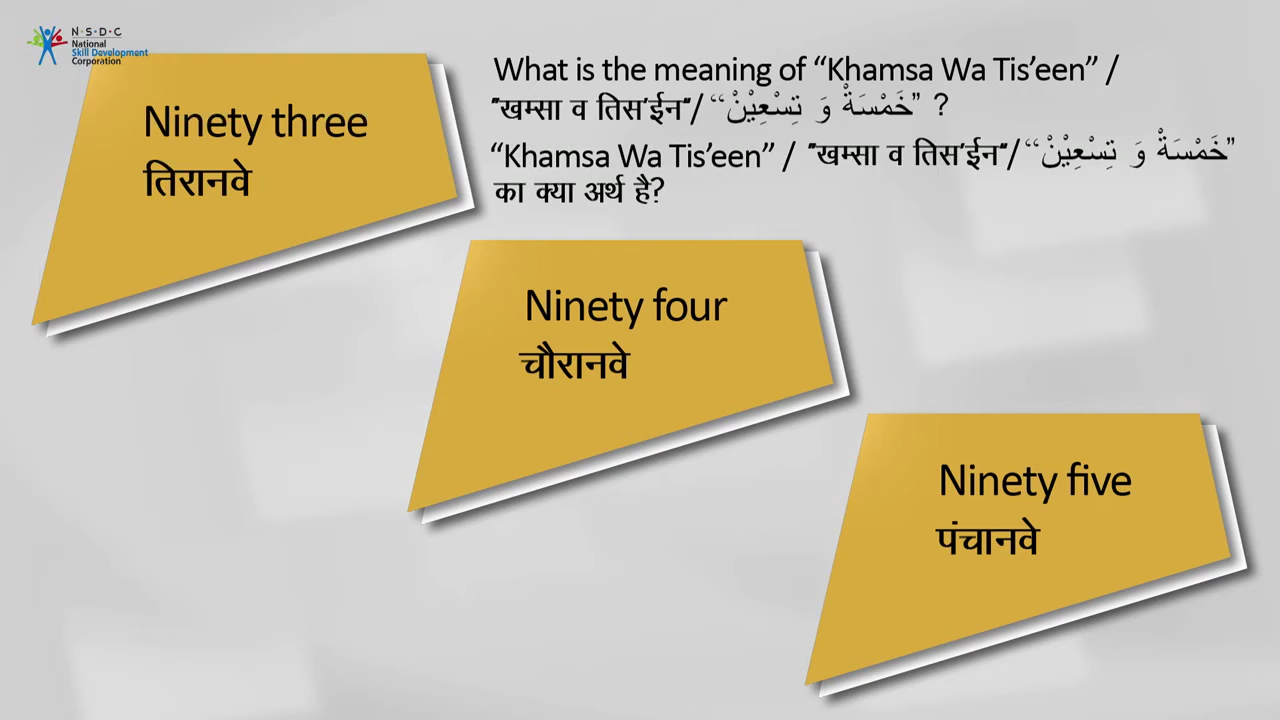 N·S·D·C
National
Skill Development
Corporation
What is the meaning of “Khamsa Wa Tis’een” /
"खम्सा व तिस'ईन"/ “خَمْسَةْ وَ تِسْعِيْنْ” ?
“Khamsa Wa Tis’een” / "खम्सा व तिस'ईन"/ “خَمْسَةْ وَ تِسْعِيْنْ”
का क्या अर्थ है?
Ninety three
तिरानवे
Ninety four
चौरानवे
Ninety five
पंचानवे